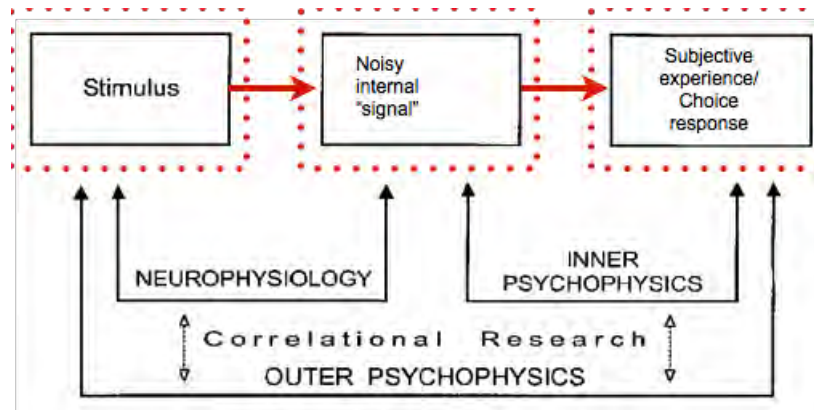 Stimulus
Noisy
internal
"signal"
Subjective
experience/
Choice
response
NEUROPHYSIOLOGY
INNER
PSYCHOPHYSICS
Correlational Research
OUTER PSYCHOPHYSICS